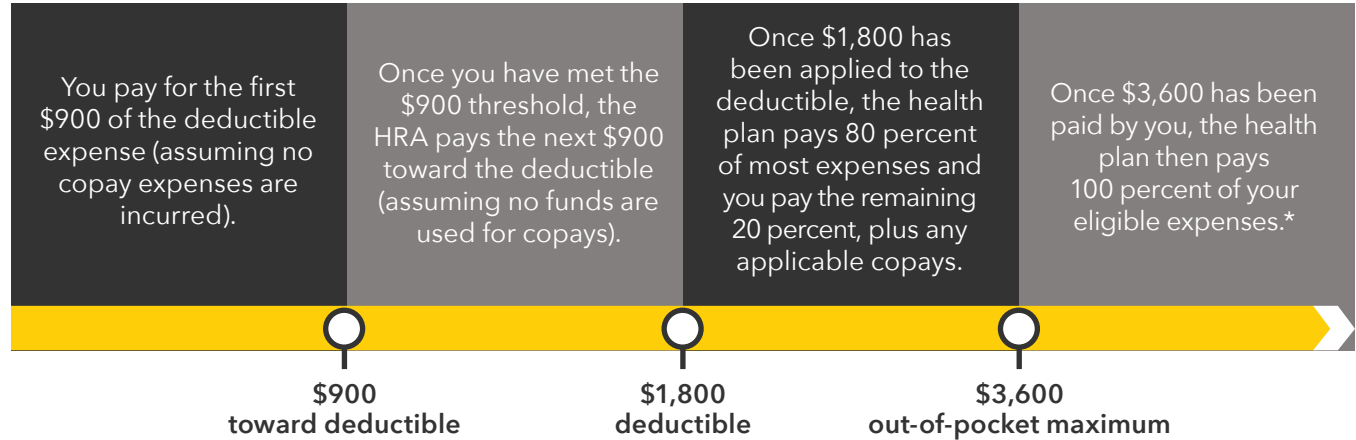 You pay for the first
$900 of the deductible
expense (assuming no
copay expenses are
incurred).
Once you have met the
$900 threshold, the
HRA pays the next $900
toward the deductible
(assuming no funds are
used for copays).
Once $1,800 has
been applied to the
deductible, the health
plan pays 80 percent
of most expenses and
you pay the remaining
20 percent, plus any
applicable copays.
Once $3,600 has been
paid by you, the health
plan then pays
100 percent of your
eligible expenses.*
$900
toward deductible
$1,800
deductible
$3,600
out-of-pocket maximum